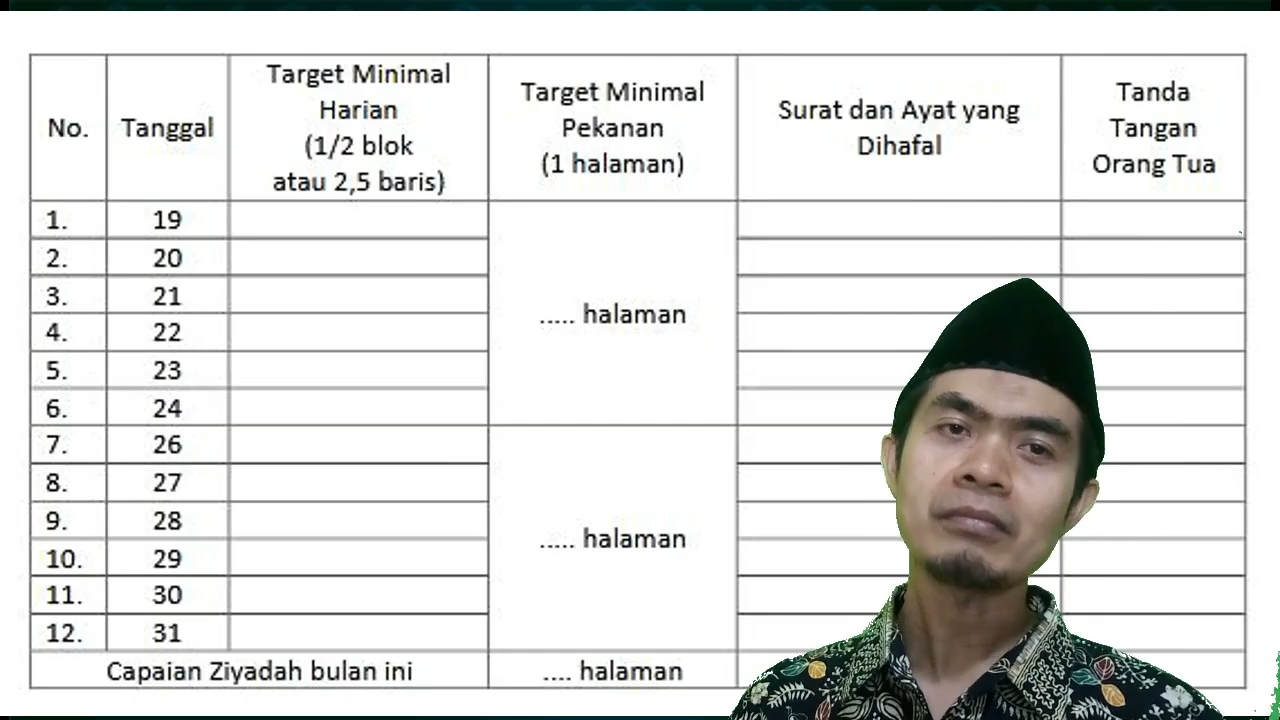 No.
Tanggal
Target Minimal
Harian
(1/2 blok
atau 2,5 baris)
Target Minimal
Pekanan
(1 halaman)
Surat dan Ayat yang
Dihafal
Tanda
Tangan
Orang Tua
1. 19
2. 20
3. 21
4. 22
5. 23
6. 24
..... halaman
7. 26
8. 27
9. 28
10. 29
11. 30
12. 31
..... halaman
Capaian Ziyadah bulan ini .... halaman